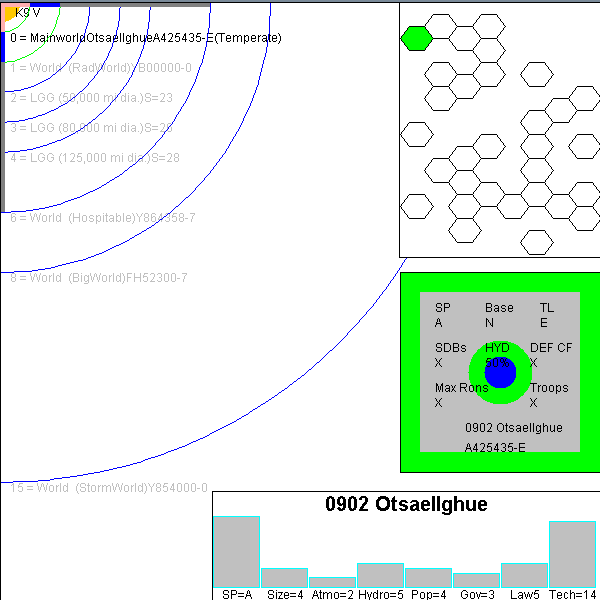 K9 V
0 = MainworldOtsaellghueA425435-E(Temperate)
1 = World (RadWorld)YB00000-0
2 = LGG (50,000 mi dia.)S=23
3 = LGG (80,000 mi dia.)S=26
4 = LGG (125,000 mi dia.)S=28
6 = World (Hospitable)Y864358-7
8 = World (BigWorld)FH52300-7
15 = World (StormWorld)Y854000-0
SP Base TL
A N E
SDBs HYD DEF CF
X 50% X
Max Rons Troops
X X
0902 Otsaellghue
A425435-E
0902 Otsaellghue
SP=A Size=4 Atmo=2 Hydro=5 Pop=4 Gov=3 Law5 Tech=14